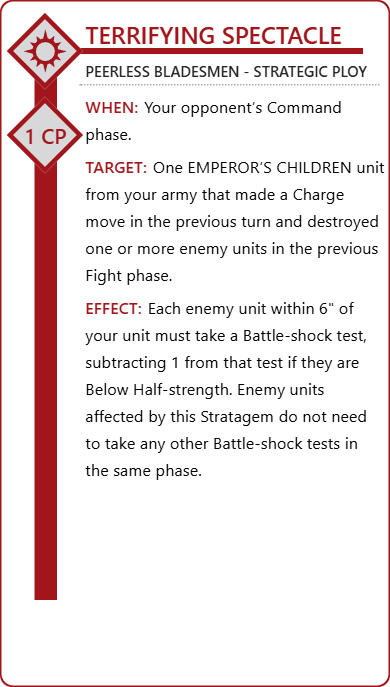 TERRIFYING SPECTACLE
PEERLESS BLADESMEN - STRATEGIC PLOY
WHEN: Your opponent’s Command
phase.
1 CP
TARGET: One EMPEROR’S CHILDREN unit
from your army that made a Charge
move in the previous turn and destroyed
one or more enemy units in the previous
Fight phase.
EFFECT: Each enemy unit within 6" of
your unit must take a Battle-shock test,
subtracting 1 from that test if they are
Below Half-strength. Enemy units
affected by this Stratagem do not need
to take any other Battle-shock tests in
the same phase.